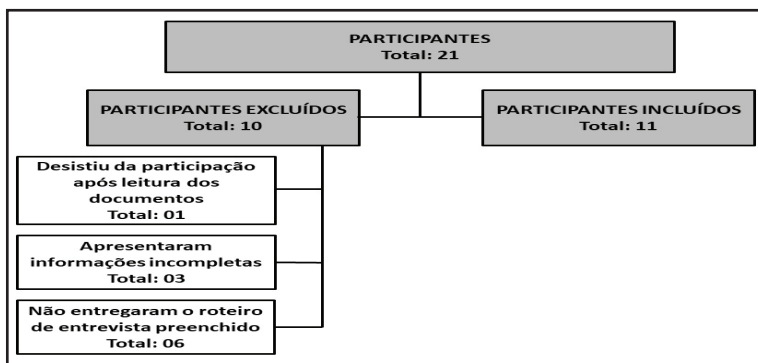 PARTICIPANTES
Total: 21
PARTICIPANTES EXCLUÍDOS
Total: 10
PARTICIPANTES INCLUÍDOS
Total: 11
Desistiu da participação
após leitura dos
documentos
Total: 01
Apresentaram
informações incompletas
Total: 03
Não entregaram o roteiro
de entrevista preenchido
Total: 06